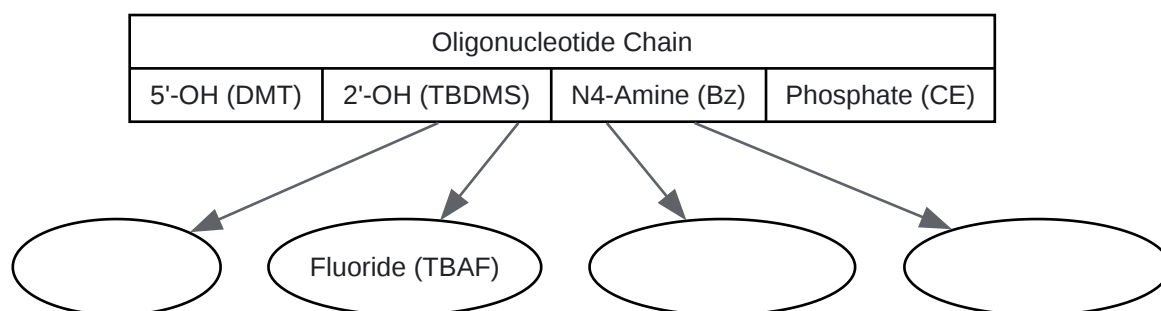 Oligonucleotide Chain
5'-OH (DMT) 2'-OH (TBDMS) N4-Amine (Bz) Phosphate (CE)
Fluoride (TBAF)